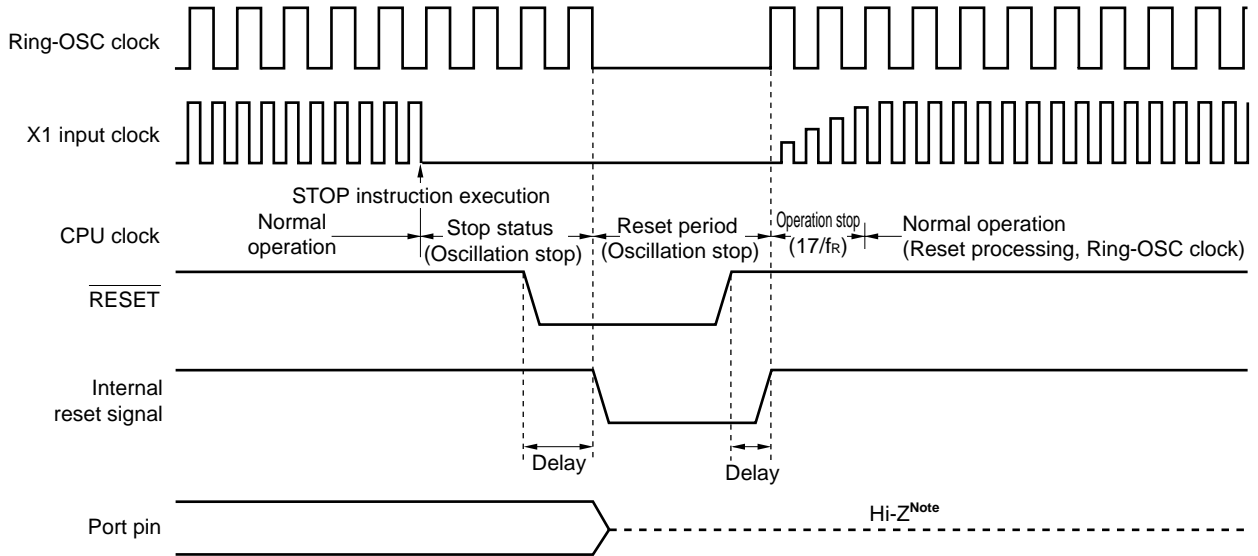 Ring-OSC clock
X1 input clock
STOP instruction execution
CPU clock
Normal
operation
Stop status
(Oscillation stop)
Reset period
(Oscillation stop)
Operation stop
(17/fR)
Normal operation
(Reset processing, Ring-OSC clock)
RESET
Internal
reset signal
Delay
Delay
Port pin
Hi-ZNote